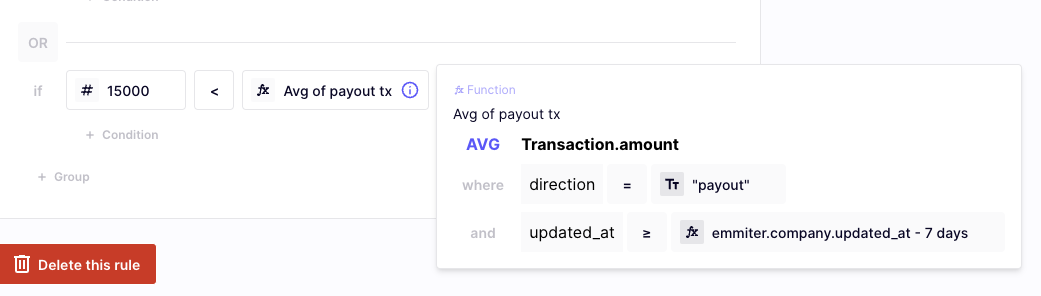 + Condition
OR
if # 15000 < fx Avg of payout tx
+ Condition
+ Group
Delete this rule
fx Function
Avg of payout tx
AVG Transaction.amount
where direction = TT "payout"
and updated_at ≥ fx emmiter.company.updated_at - 7 days